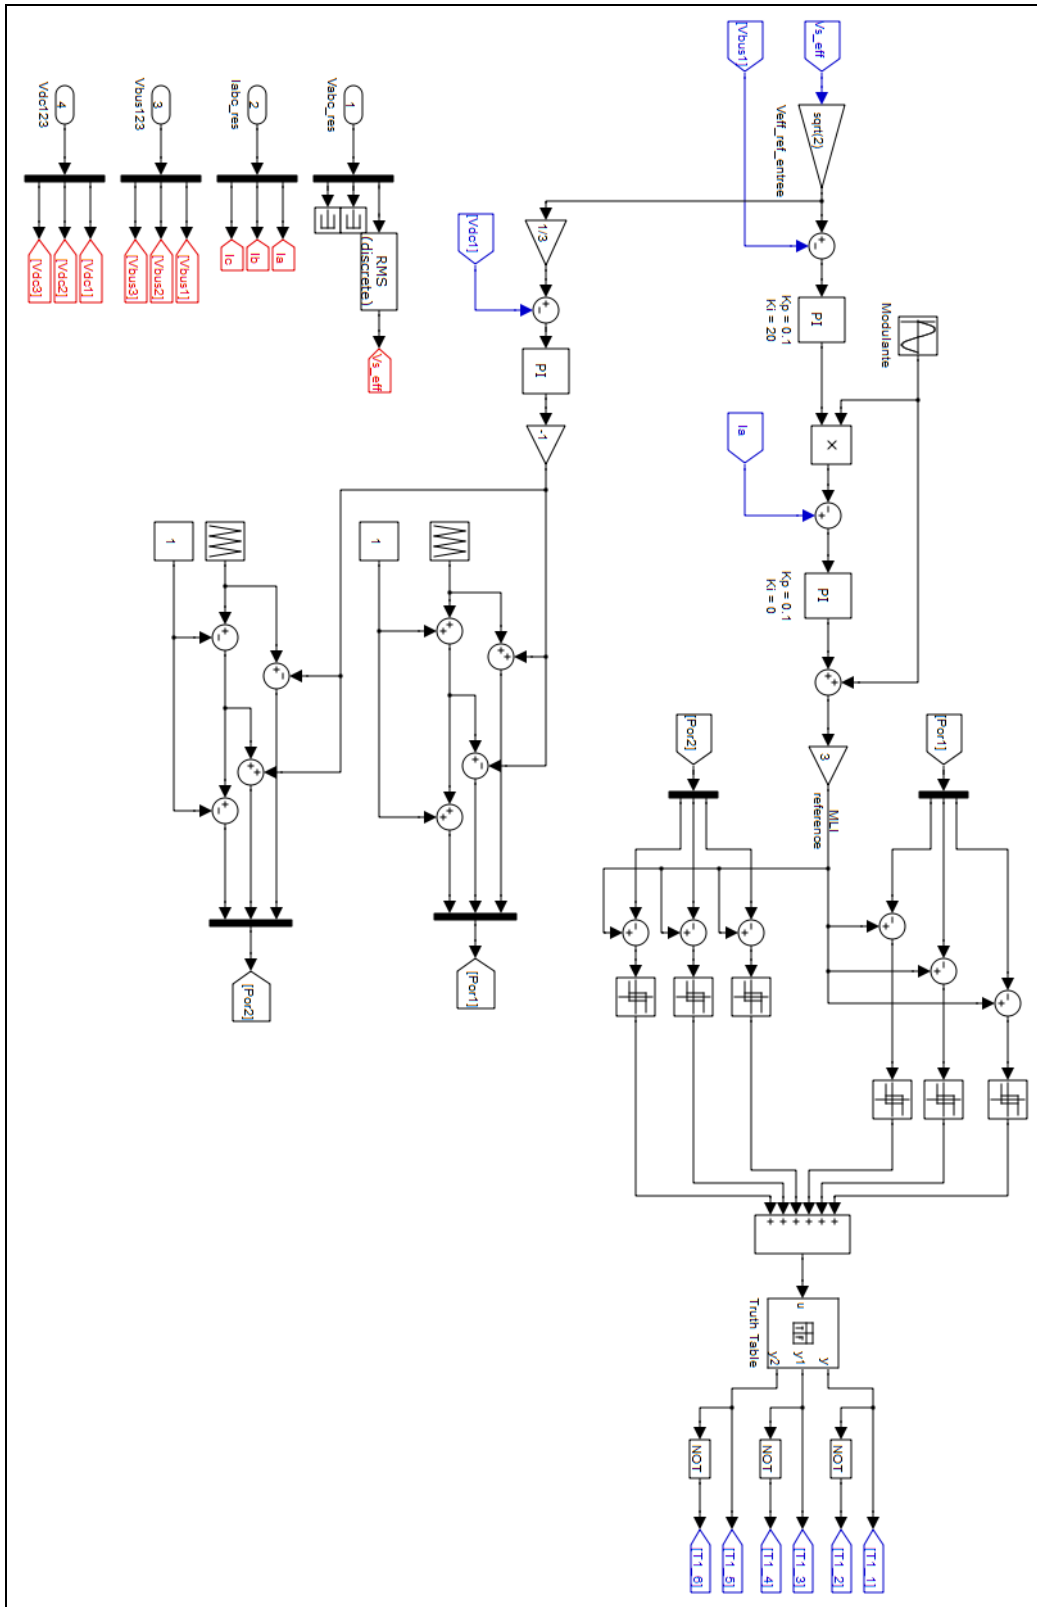 Vs_eff
[Vbus1]
sqrt(2)
Veff_ref_entree
PI
Kp = 0.1
Ki = 20
Modulante
×
Ia
PI
Kp = 0.1
Ki = 0
3
MLI
reference
[Por1]
[Por2]
+
+
+
+
+
+
u
y
y1
y2
Truth Table
NOT
NOT
NOT
[T1_1]
[T1_2]
[T1_3]
[T1_4]
[T1_5]
[T1_6]
1/3
[Vdc1]
PI
-1
1
1
[Por1]
[Por2]
1
Vabc_res
RMS
(discrete)
Vs_eff
2
Iabc_res
Ia
Ib
Ic
3
Vbus123
[Vbus1]
[Vbus2]
[Vbus3]
4
Vdc123
[Vdc1]
[Vdc2]
[Vdc3]